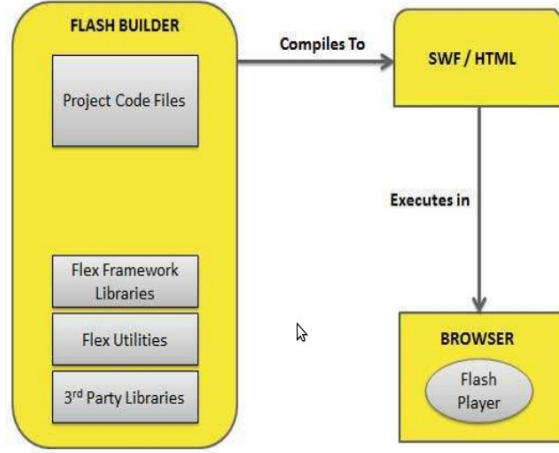 FLASH BUILDER
Project Code Files
Flex Framework
Libraries
Flex Utilities
3rd Party Libraries
Compiles To
SWF / HTML
Executes in
BROWSER
Flash
Player